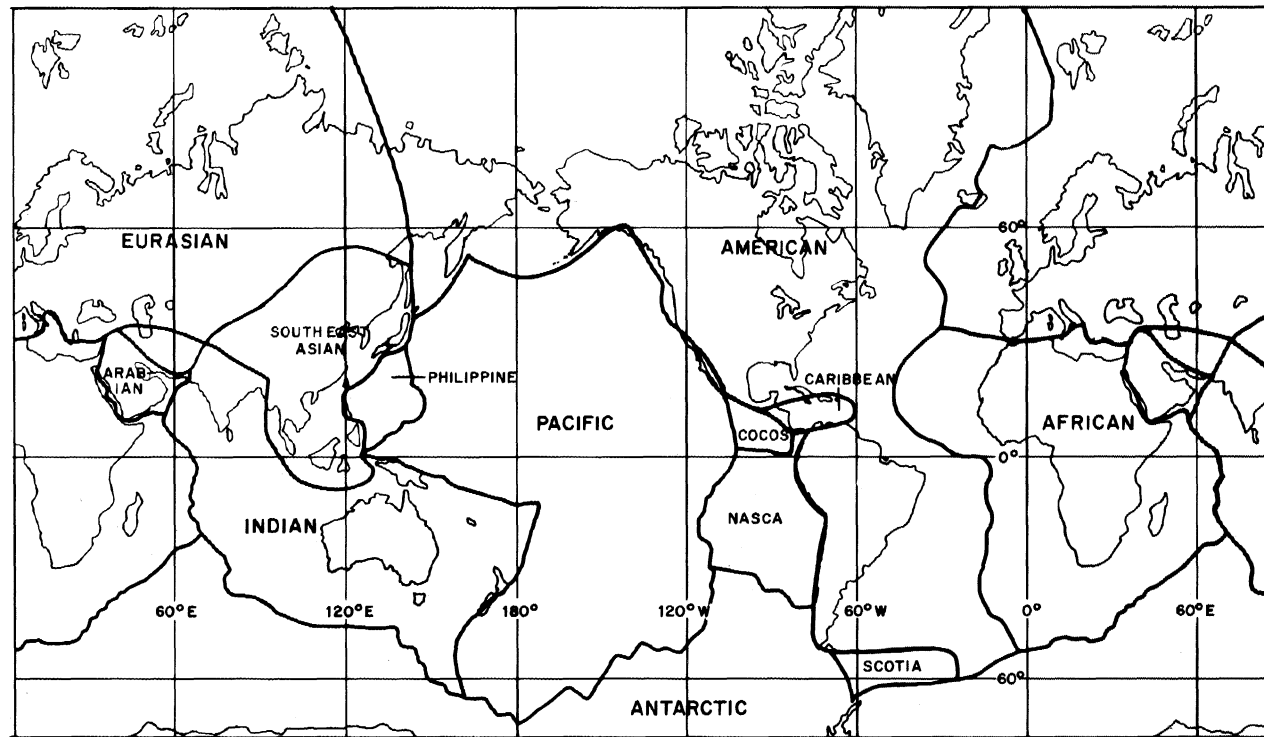 EURASIAN
AMERICAN
60°
SOUTH EAST
ASIAN
ARAB-
IAN
PHILIPPINE
CARIBBEAN
PACIFIC
COCOS
AFRICAN
0°
INDIAN
NASCA
60°E
120°E
180°
120°W
60°W
0°
60°E
SCOTIA
60°
ANTARCTIC